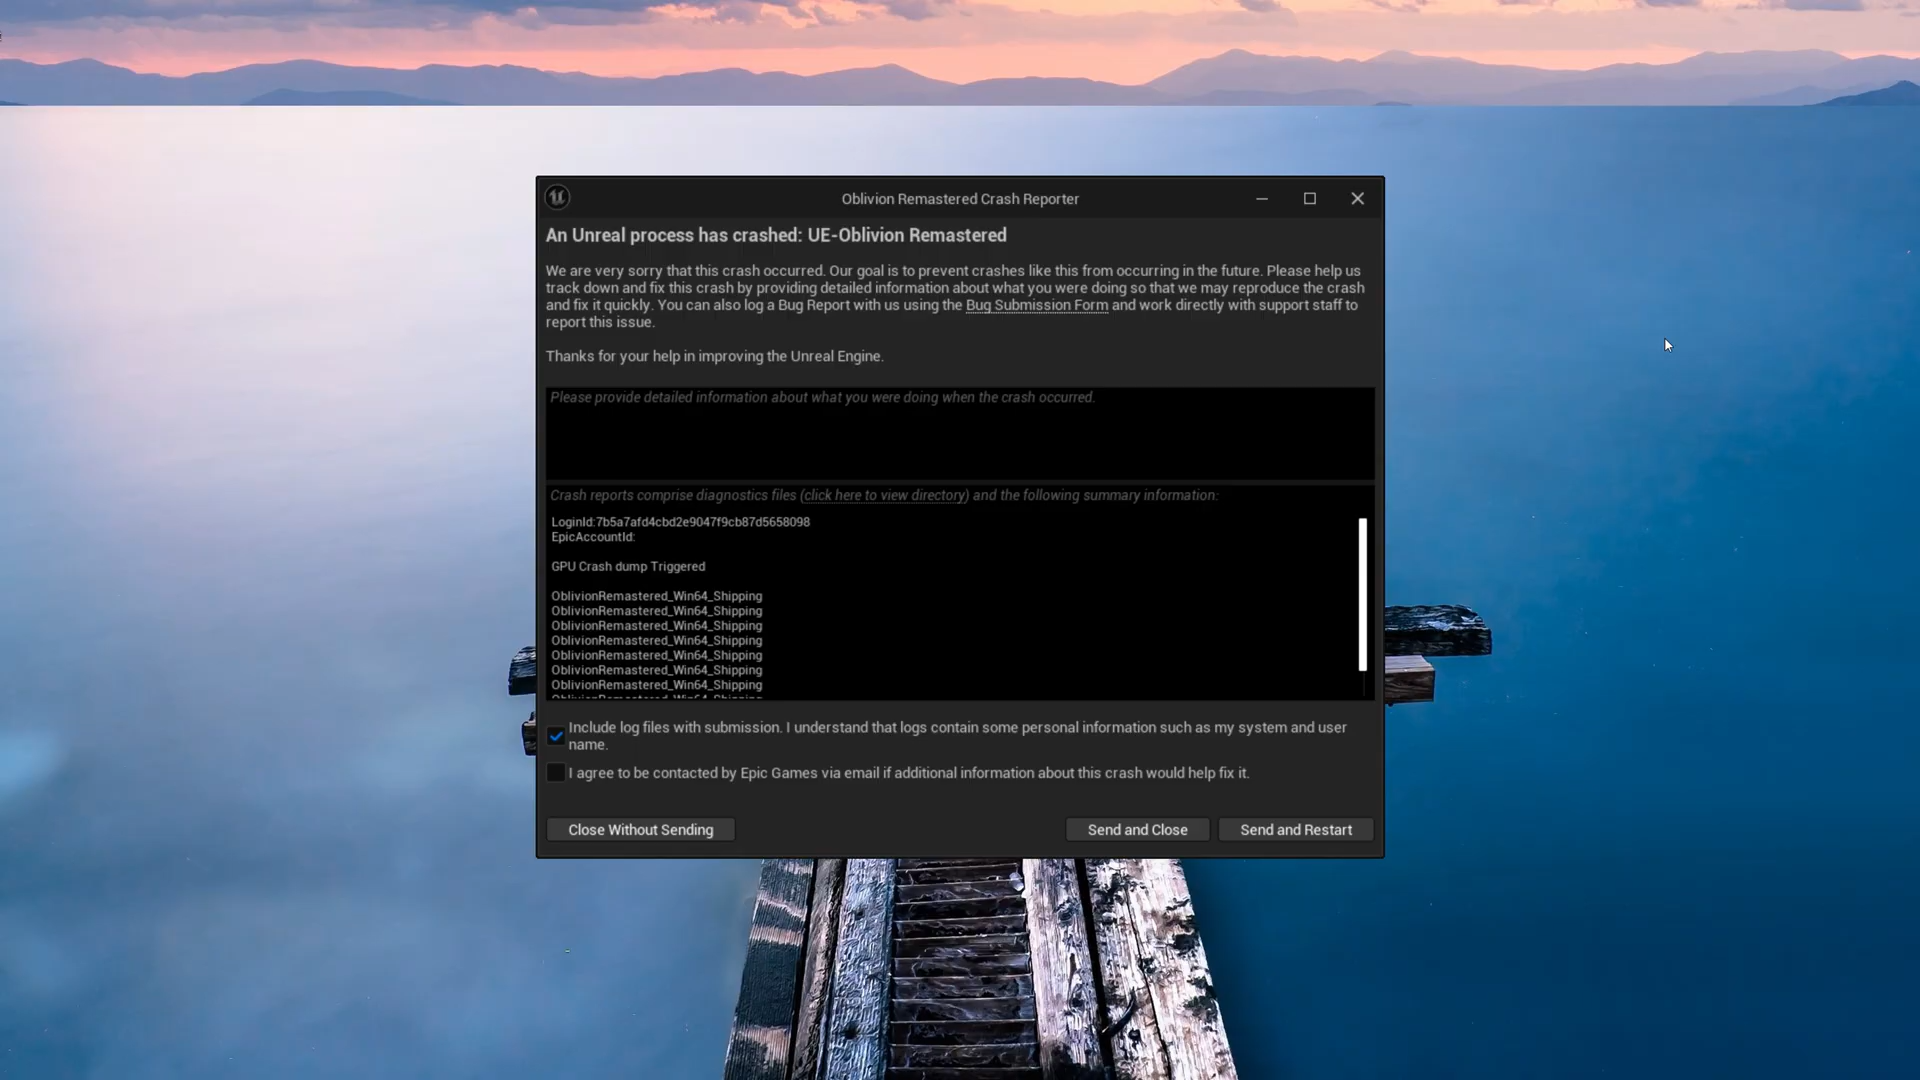 Oblivion Remastered Crash Reporter
An Unreal process has crashed: UE-Oblivion Remastered
We are very sorry that this crash occurred. Our goal is to prevent crashes like this from occurring in the future. Please help us
track down and fix this crash by providing detailed information about what you were doing so that we may reproduce the crash
and fix it quickly. You can also log a Bug Report with us using the Bug Submission Form and work directly with support staff to
report this issue.
Thanks for your help in improving the Unreal Engine.
Please provide detailed information about what you were doing when the crash occurred.
Crash reports comprise diagnostics files (click here to view directory) and the following summary information:
LoginId:7b5a7afd4cbd2e9047f9cb87d5658098
EpicAccountId:
GPU Crash dump Triggered
OblivionRemastered_Win64_Shipping
OblivionRemastered_Win64_Shipping
OblivionRemastered_Win64_Shipping
OblivionRemastered_Win64_Shipping
OblivionRemastered_Win64_Shipping
OblivionRemastered_Win64_Shipping
OblivionRemastered_Win64_Shipping
Include log files with submission. I understand that logs contain some personal information such as my system and user
name.
I agree to be contacted by Epic Games via email if additional information about this crash would help fix it.
Close Without Sending
Send and Close
Send and Restart